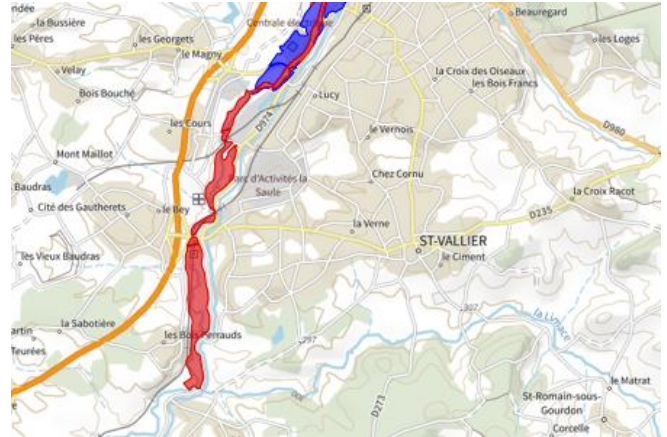 la Bussière
Beauregard
les Pères
les Georgets
Centrale électrique
les Loges
le Magny
Velay
la Croix des Oiseaux
les Bois Francs
Bois Bouché
Lucy
D974
les Cours
le Vernois
D980
Mont Maillot
Parc d'Activités la
Saule
Chez Cornu
Baudras
la Croix Racot
Cité des Gautherets
le Bey
D235
la Verne
ST-VALLIER
le Ciment
les Vieux Baudras
307
la Sabotière
la Limace
les Bois Perrauds
297
Teurées
le Matrat
D273
St-Romain-sous-
Gourdon
Corcelle